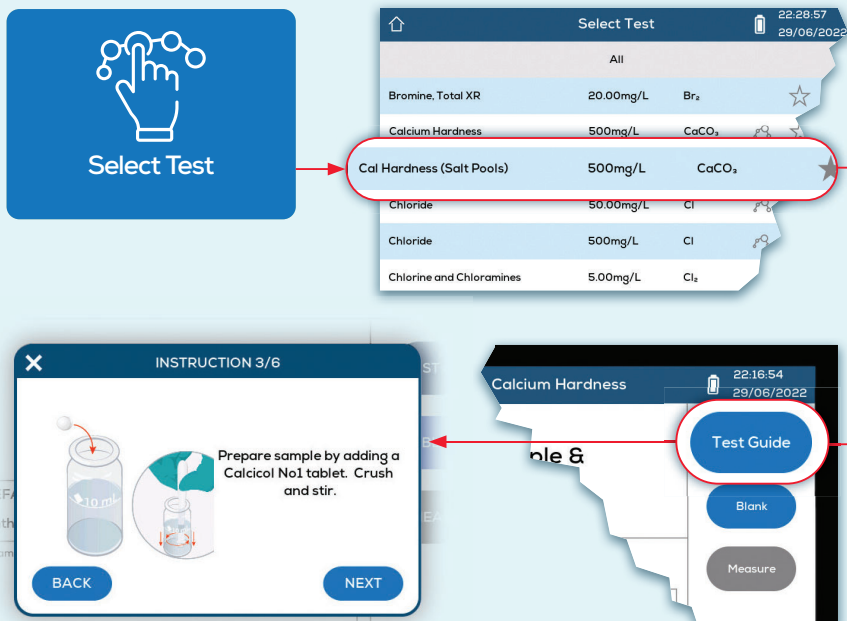 Select Test
Select Test
22:28:57
29/06/2022
All
Bromine, Total XR 20.00mg/L Br₂
Calcium Hardness 500mg/L CaCO₃
Cal Hardness (Salt Pools) 500mg/L CaCO₃
Chloride 50.00mg/L Cl
Chloride 500mg/L Cl
Chlorine and Chloramines 5.00mg/L Cl₂
INSTRUCTION 3/6
10 ml
Prepare sample by adding a
Calcicol No1 tablet. Crush
and stir.
BACK
NEXT
Calcium Hardness
22:16:54
29/06/2022
ple &
Test Guide
Blank
Measure